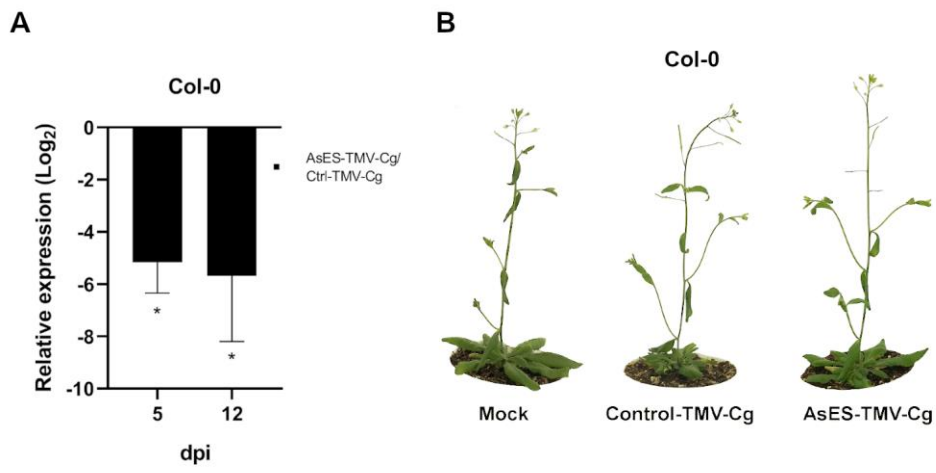 A
Col-0
Relative expression (Log₂)
0
-2
-4
-6
-8
-10
*
*
5
12
dpi
AsES-TMV-Cg/
Ctrl-TMV-Cg
B
Col-0
Mock
Control-TMV-Cg
AsES-TMV-Cg